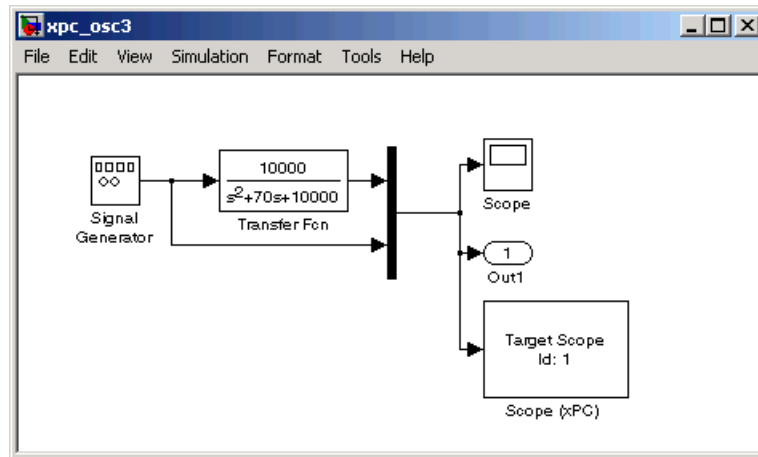 xpc_osc3
File Edit View Simulation Format Tools Help
Signal
Generator
10000
s²+70s+10000
Transfer Fcn
Scope
1
Out1
Target Scope
Id: 1
Scope (xPC)